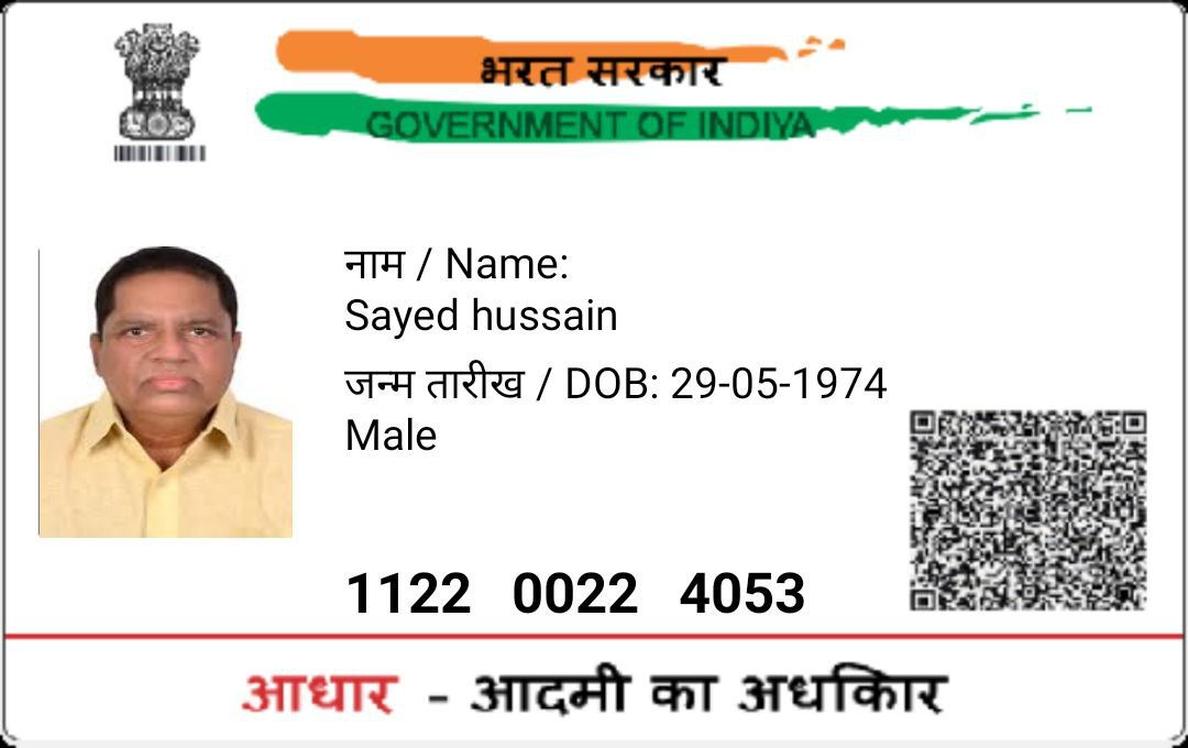 भरत सरकार
GOVERNMENT OF INDIYA
नाम / Name:
Sayed hussain
जन्म तारीख / DOB: 29-05-1974
Male
1122 0022 4053
आधार - आदमी का अधकिार